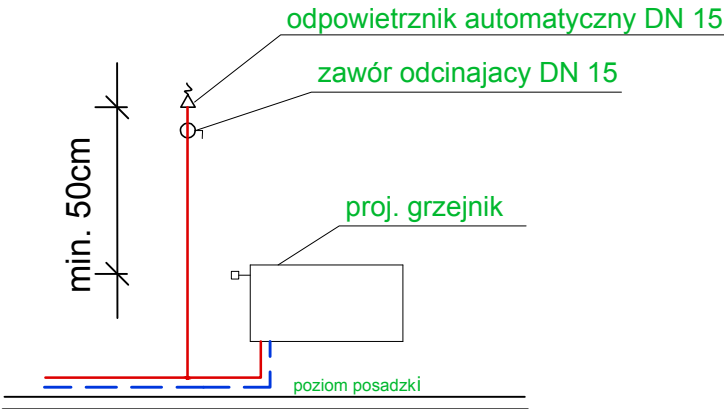 odpowietrznik automatyczny DN 15
zawór odcinajacy DN 15
min. 50cm
proj. grzejnik
poziom posadzki